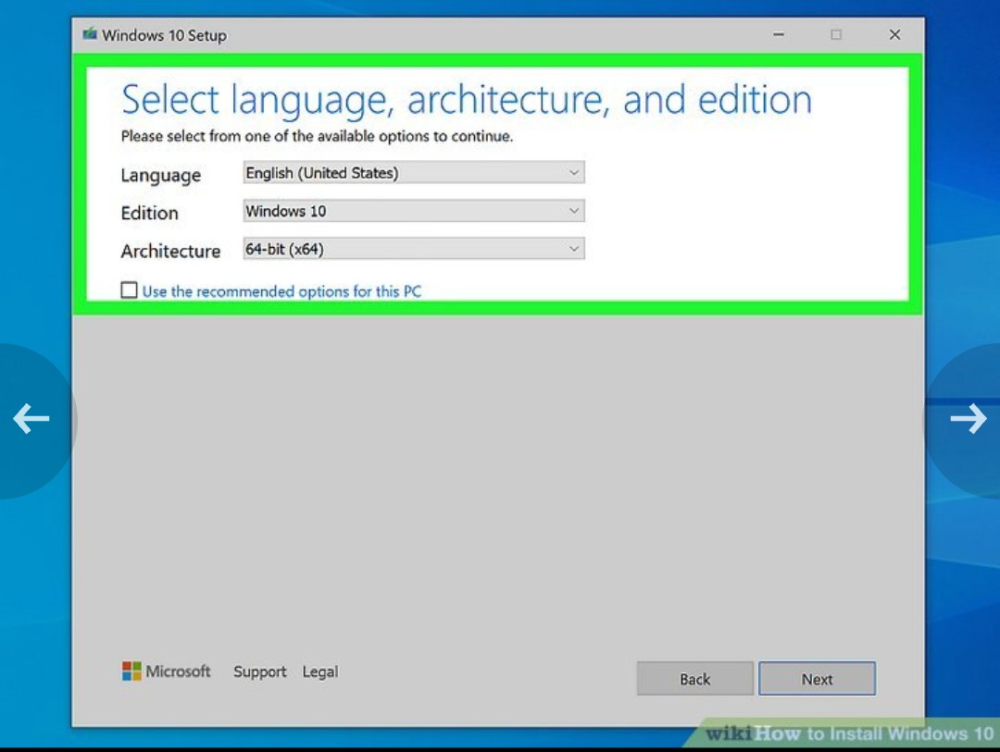 Windows 10 Setup
Select language, architecture, and edition
Please select from one of the available options to continue.
Language English (United States)
Edition Windows 10
Architecture 64-bit (x64)
Use the recommended options for this PC
Microsoft Support Legal
Back Next
wikiHow to Install Windows 10